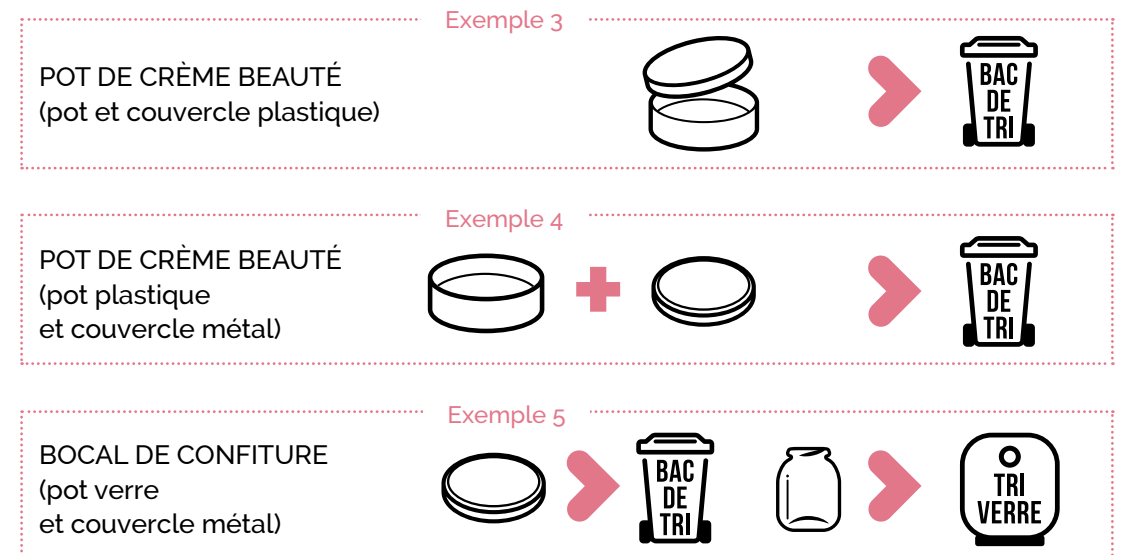 Exemple 3
POT DE CRÈME BEAUTÉ
(pot et couvercle plastique)
BAC
DE
TRI
Exemple 4
POT DE CRÈME BEAUTÉ
(pot plastique
et couvercle métal)
BAC
DE
TRI
Exemple 5
BOCAL DE CONFITURE
(pot verre
et couvercle métal)
BAC
DE
TRI
TRI
VERRE